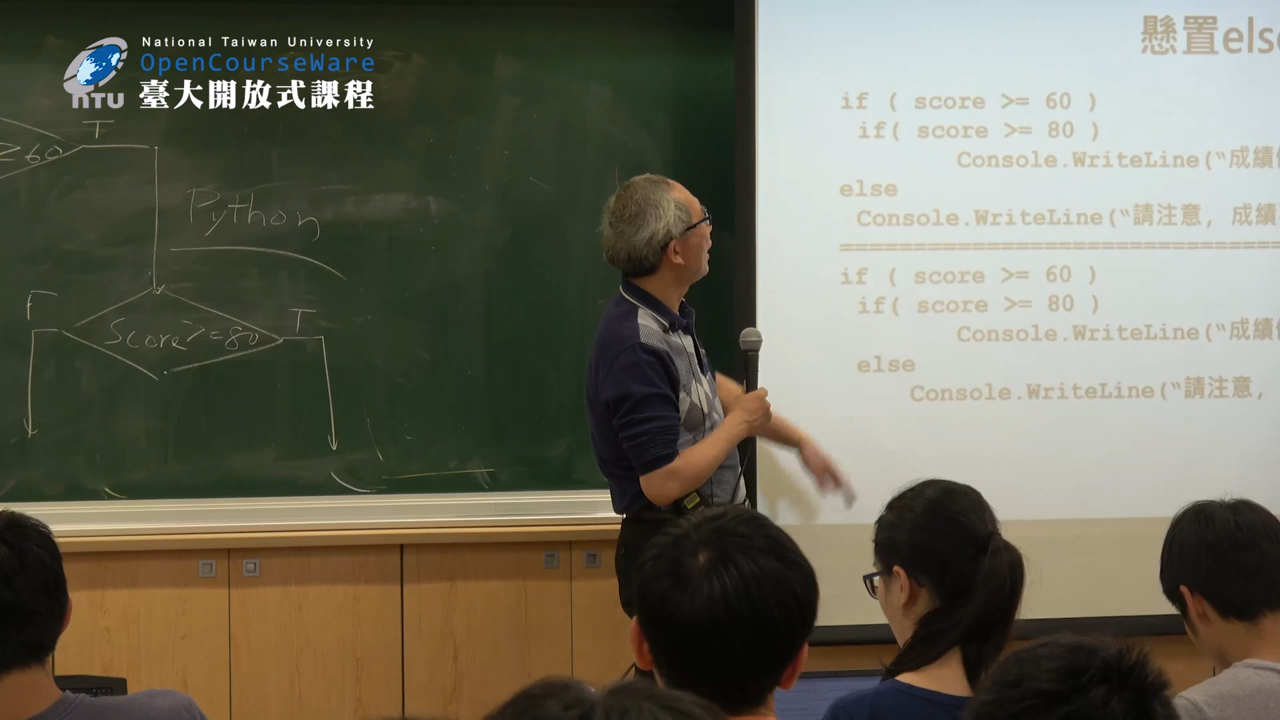 National Taiwan University
OpenCourseWare
臺大開放式課程
NTU
T
≥60
Python
F
T
Score>=80
懸置else
if ( score >= 60 )
if( score >= 80 )
Console.WriteLine("成績
else
Console.WriteLine("請注意, 成績
====================================
if ( score >= 60 )
if( score >= 80 )
Console.WriteLine("成績
else
Console.WriteLine("請注意,